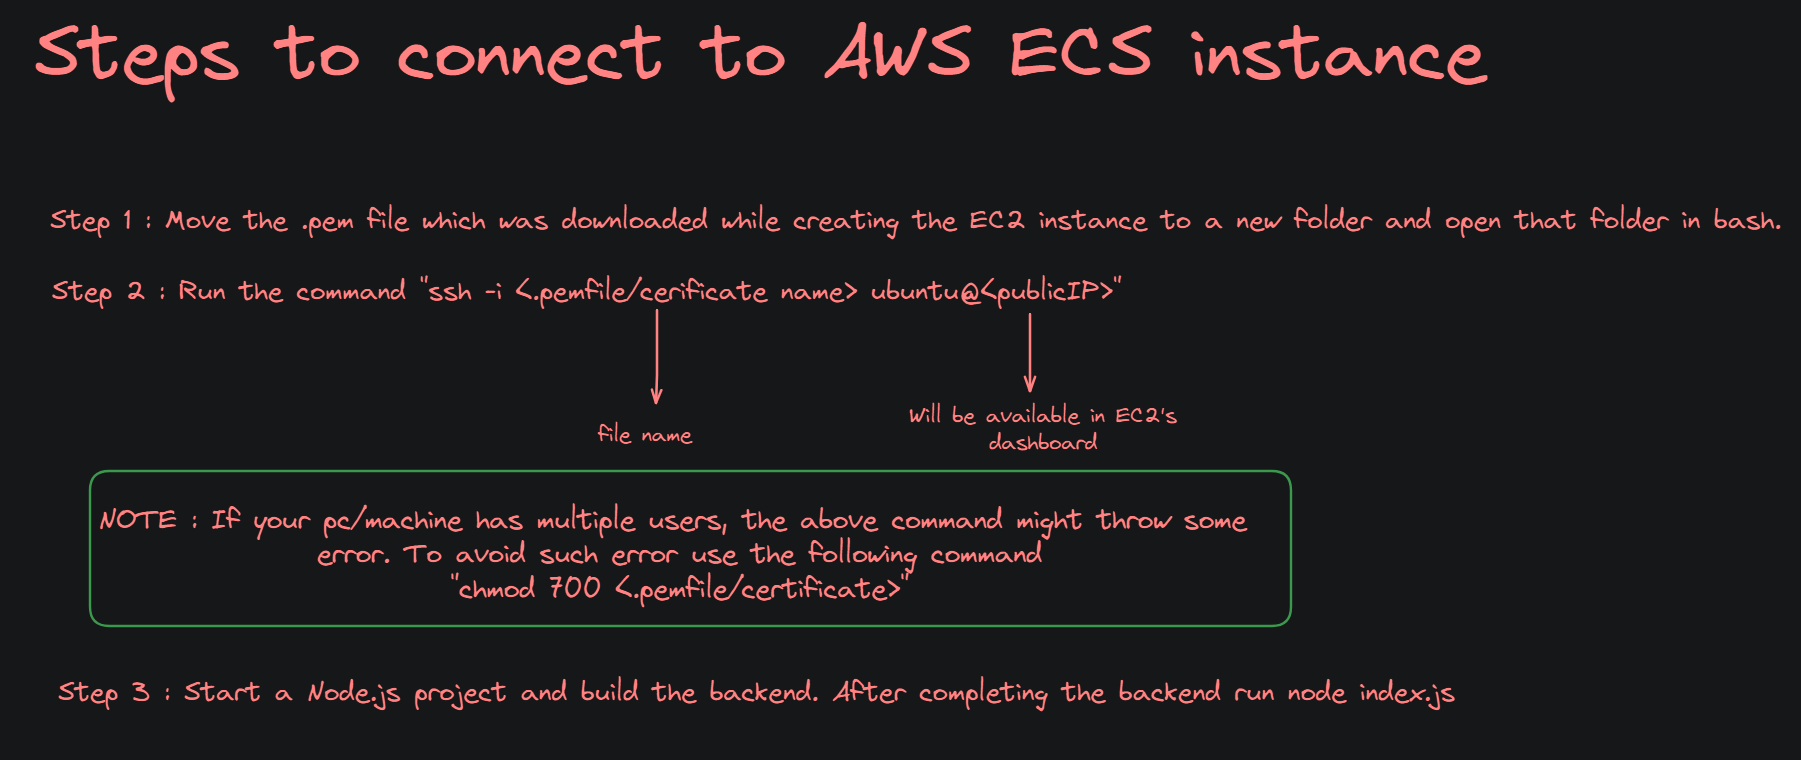 Steps to connect to AWS ECS instance
Step 1 : Move the .pem file which was downloaded while creating the EC2 instance to a new folder and open that folder in bash.
Step 2 : Run the command "ssh -i <.pemfile/cerificate name> ubuntu@<publicIP>"
file name
Will be available in EC2's
dashboard
NOTE : If your pc/machine has multiple users, the above command might throw some
error. To avoid such error use the following command
"chmod 700 <.pemfile/certificate>"
Step 3 : Start a Node.js project and build the backend. After completing the backend run node index.js